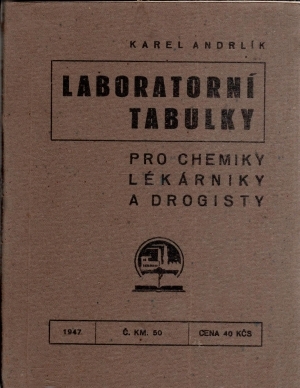 KAREL ANDRLÍK
LABORATORNÍ
TABULKY
PRO CHEMIKY
LÉKÁRNIKY
A DROGISTY
1947.
Č. KM. 50
CENA 40 KČS